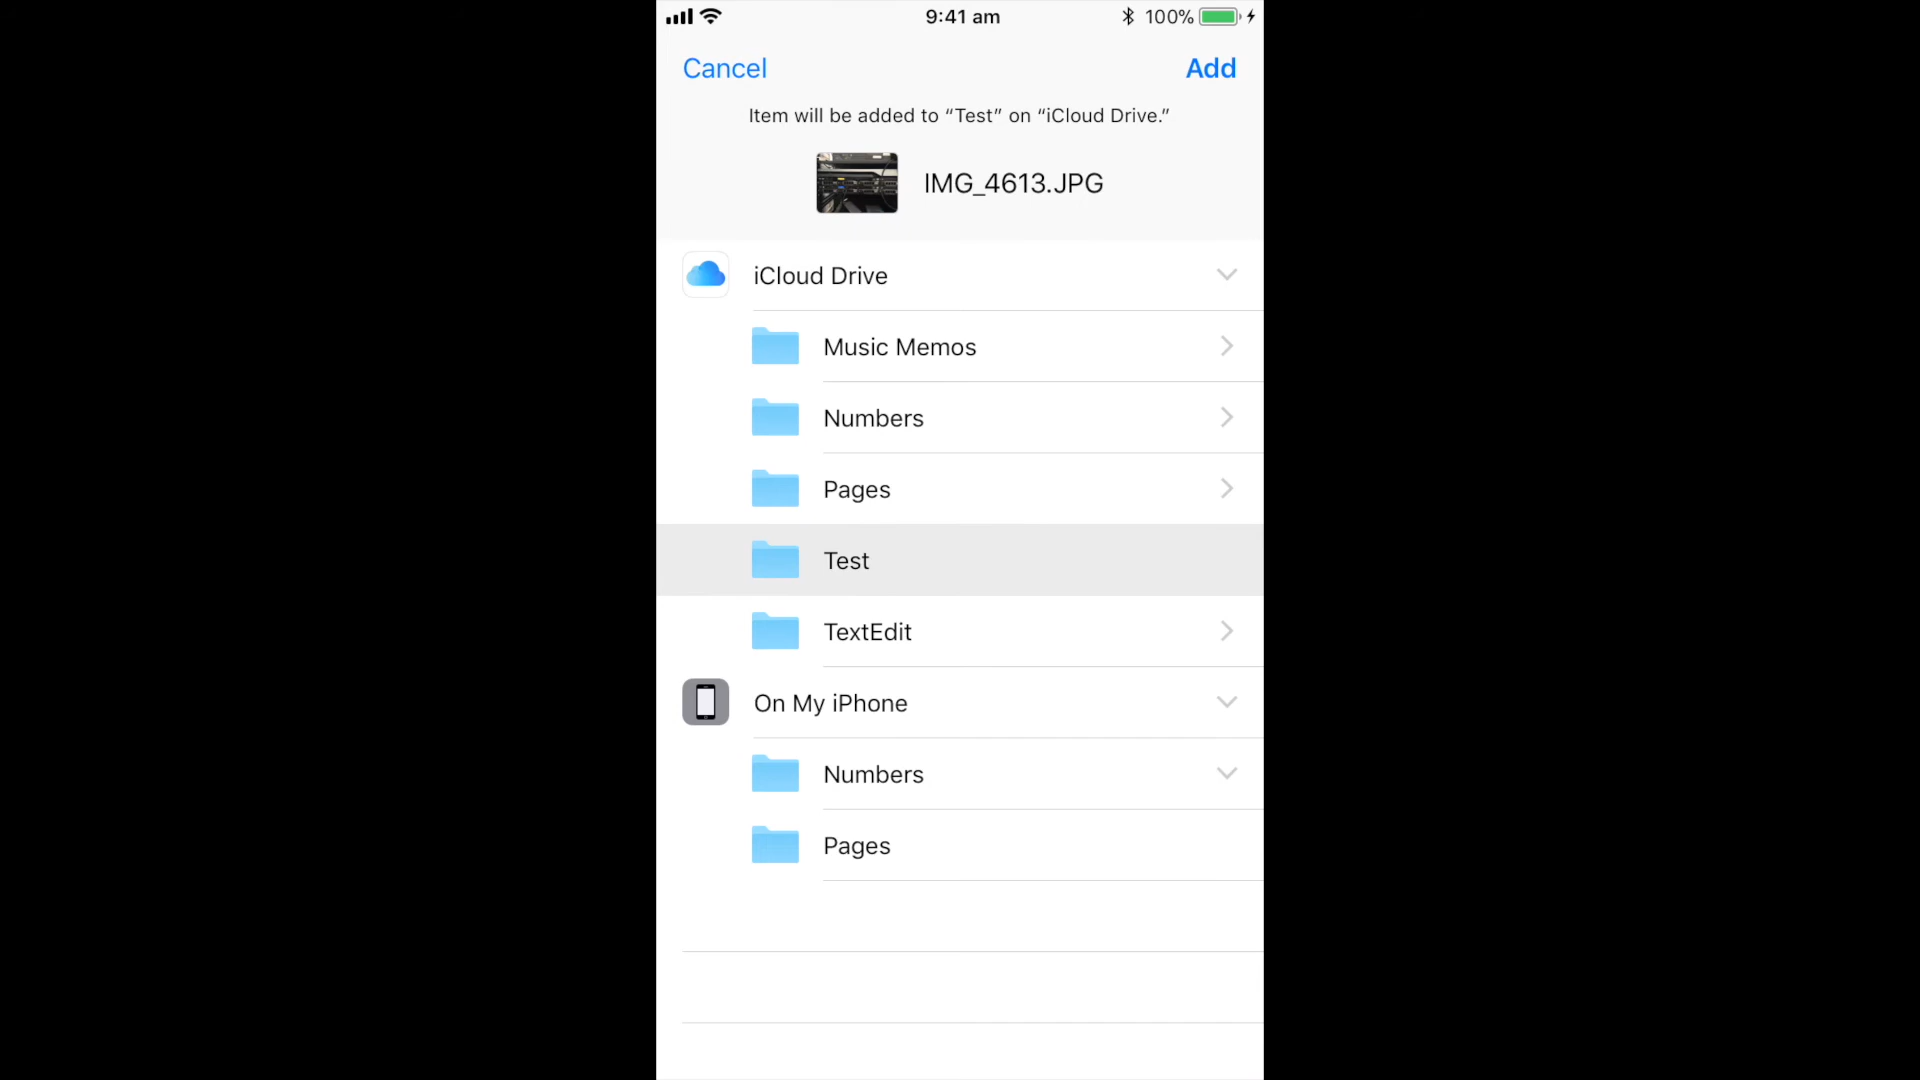 9:41 am
100%
Cancel
Add
Item will be added to “Test” on “iCloud Drive.”
IMG_4613.JPG
iCloud Drive
Music Memos
Numbers
Pages
Test
TextEdit
On My iPhone
Numbers
Pages